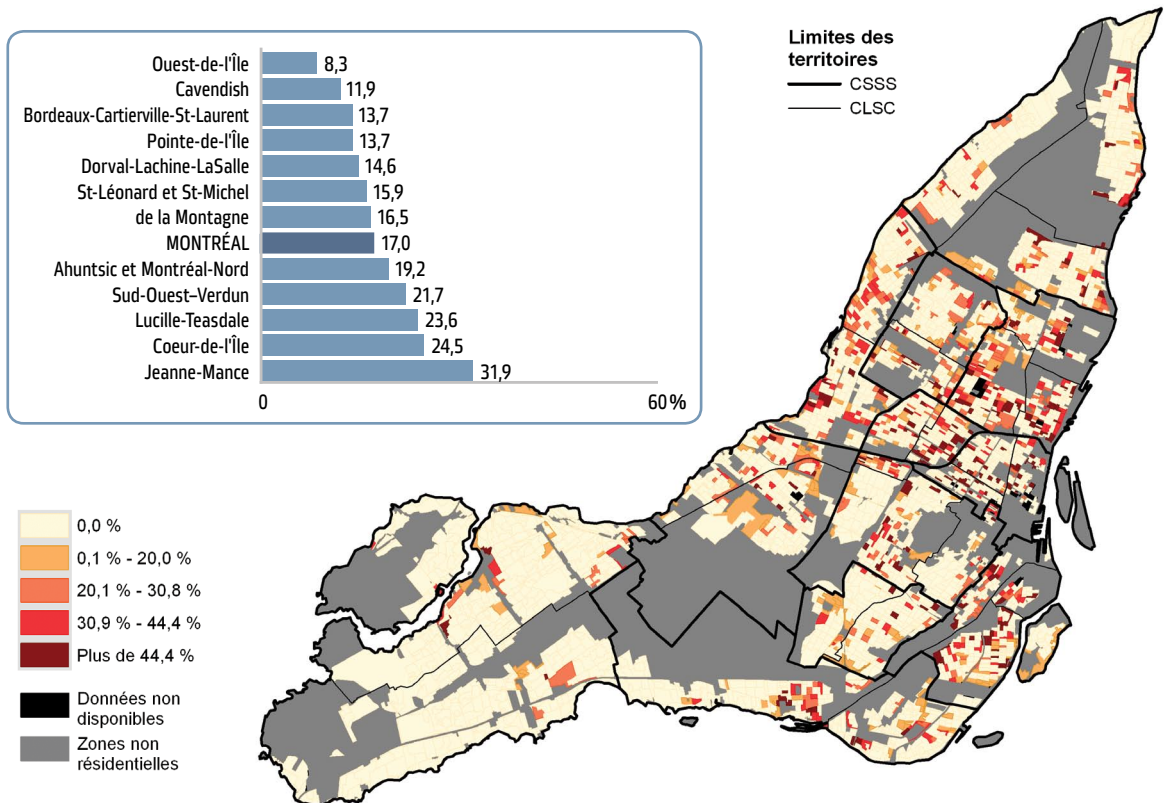 Ouest-de-l'Île 8,3
Cavendish 11,9
Bordeaux-Cartierville-St-Laurent 13,7
Pointe-de-l'Île 13,7
Dorval-Lachine-LaSalle 14,6
St-Léonard et St-Michel 15,9
de la Montagne 16,5
MONTRÉAL 17,0
Ahuntsic et Montréal-Nord 19,2
Sud-Ouest–Verdun 21,7
Lucille-Teasdale 23,6
Coeur-de-l'Île 24,5
Jeanne-Mance 31,9
0 60%
Limites des
territoires
CSSS
CLSC
0,0 %
0,1 % - 20,0 %
20,1 % - 30,8 %
30,9 % - 44,4 %
Plus de 44,4 %
Données non
disponibles
Zones non
résidentielles